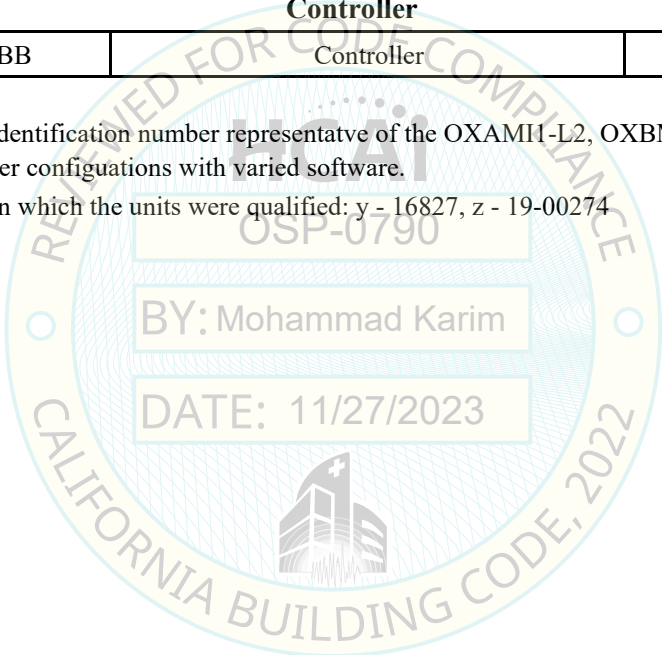 Controller
BB Controller
REVIEWED FOR CODE COMPLIANCE
HCAi
dentification number representatve of the OXAMI1-L2, OXBM
er configuations with varied software.
n which the units were qualified: y - 16827, z - 19-00274
OSP-0790
BY: Mohammad Karim
DATE: 11/27/2023
CALIFORNIA BUILDING CODE, 2022